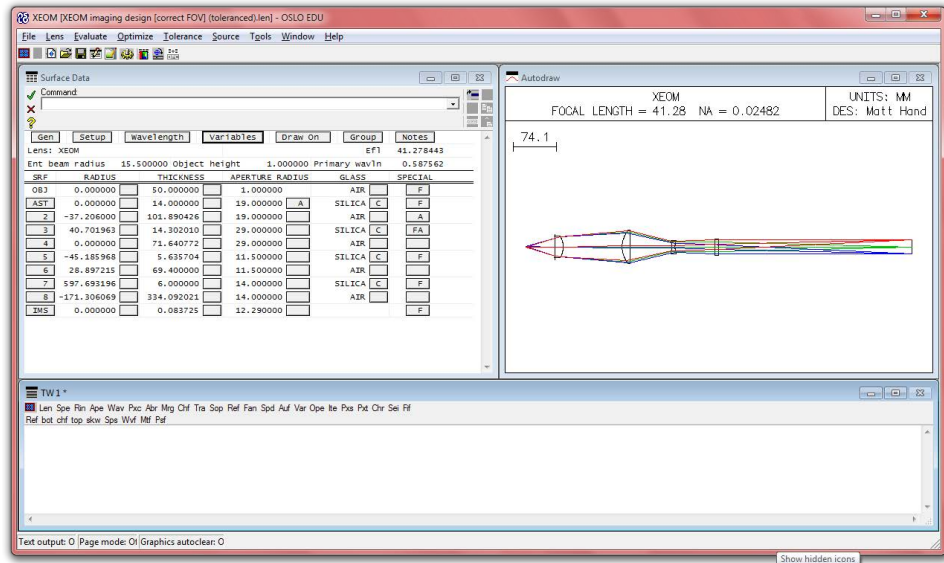 XEOM [XEOM imaging design [correct FOV] (toleranced).len] - OSLO EDU
File Lens Evaluate Optimize Tolerance Source Tools Window Help
Surface Data
Command:
Gen Setup Wavelength Variables Draw On Group Notes
Lens: XEOM Efl 41.278443
Ent beam radius 15.500000 Object height 1.000000 Primary wavln 0.587562
SRF RADIUS THICKNESS APERTURE RADIUS GLASS SPECIAL
OBJ 0.000000 50.000000 1.000000 AIR F
AST 0.000000 14.000000 19.000000 A SILICA C F
2 -37.206000 101.890426 19.000000 AIR A
3 40.701963 14.302010 29.000000 SILICA C FA
4 0.000000 71.640772 29.000000 AIR
5 -45.185968 5.635704 11.500000 SILICA C F
6 28.897215 69.400000 11.500000 AIR
7 597.693196 6.000000 14.000000 SILICA C F
8 -171.306069 334.092021 14.000000 AIR
IMS 0.000000 0.083725 12.290000 F
Autodraw
XEOM
FOCAL LENGTH = 41.28 NA = 0.02482
UNITS: MM
DES: Matt Hand
74.1
TW1 *
Len Spe Rin Ape Wav Pxc Abr Mrg Chf Tra Sop Ref Fan Spd Auf Var Ope Ite Pxs Pxt Chr Sei Fif
Ref bot chf top skw Sps Wvf Mtf Psf
Text output: O Page mode: Of Graphics autoclear: O
Show hidden icons